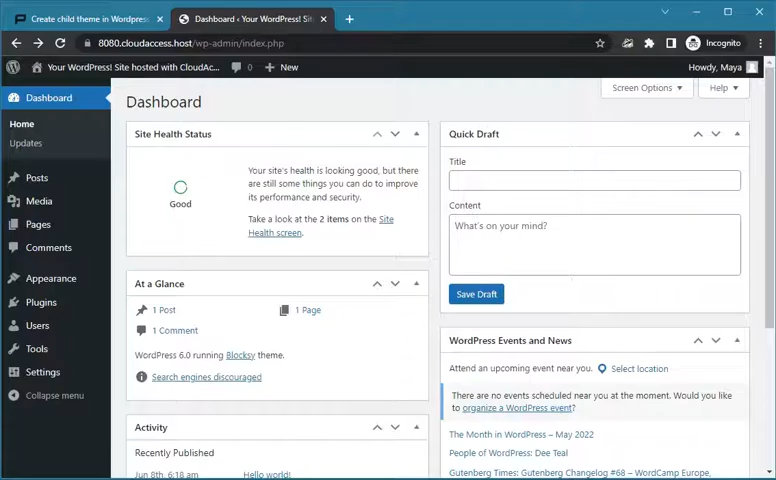 Create child theme in Wordpress
Dashboard ‹ Your WordPress! Sit
8080.cloudaccess.host/wp-admin/index.php
Incognito
Your WordPress! Site hosted with CloudAc...
0
New
Howdy, Maya
Dashboard
Home
Updates
Posts
Media
Pages
Comments
Appearance
Plugins
Users
Tools
Settings
Collapse menu
Screen Options
Help
Dashboard
Site Health Status
Good
Your site's health is looking good, but there
are still some things you can do to improve
its performance and security.
Take a look at the 2 items on the Site
Health screen.
At a Glance
1 Post
1 Page
1 Comment
WordPress 6.0 running Blocksy theme.
Search engines discouraged
Activity
Recently Published
Jun 8th, 6:18 am
Hello world!
Quick Draft
Title
Content
What's on your mind?
Save Draft
WordPress Events and News
Attend an upcoming event near you.
Select location
There are no events scheduled near you at the moment. Would you like
to organize a WordPress event?
The Month in WordPress – May 2022
People of WordPress: Dee Teal
Gutenberg Times: Gutenberg Changelog #68 – WordCamp Europe,